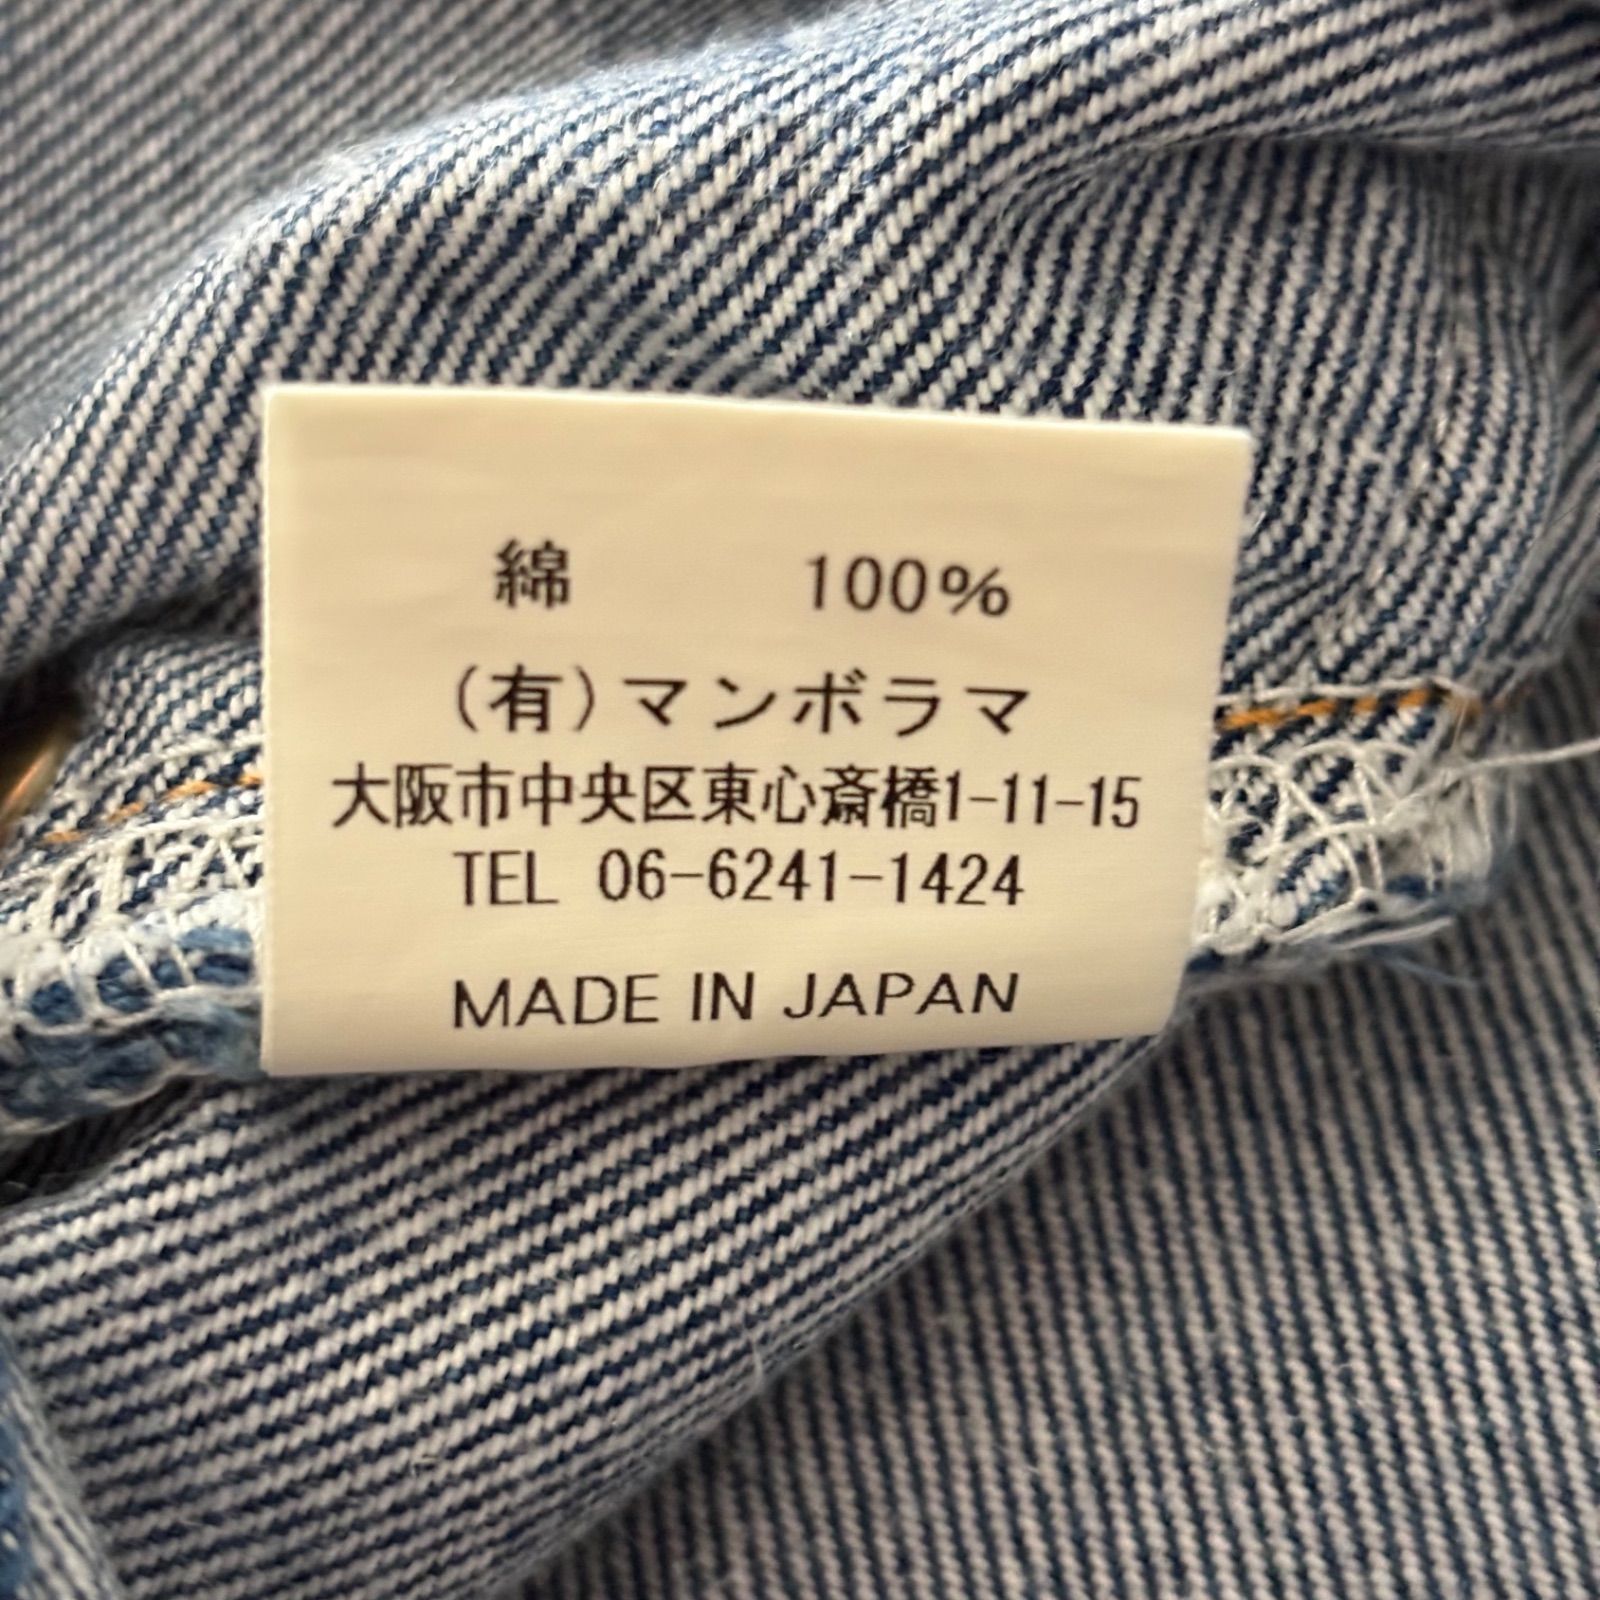 綿 100%
(有)マンボラマ
大阪市中央区東心斎橋1-11-15
TEL 06-6241-1424
MADE IN JAPAN